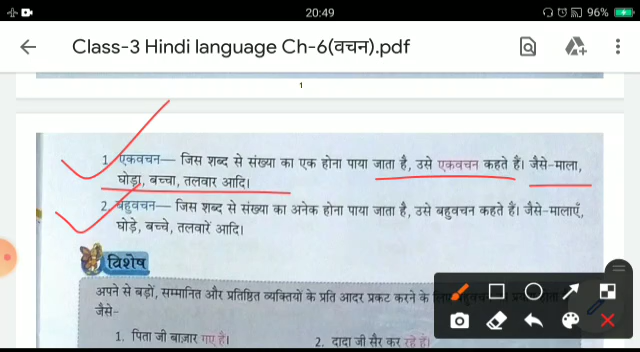 20:49
96%
Class-3 Hindi language Ch-6(वचन).pdf
1
1. एकवचन— जिस शब्द से संख्या का एक होना पाया जाता है, उसे एकवचन कहते हैं। जैसे-माला,
घोड़ा, बच्चा, तलवार आदि।
2. बहुवचन— जिस शब्द से संख्या का अनेक होना पाया जाता है, उसे बहुवचन कहते हैं। जैसे-मालाएँ,
घोड़े, बच्चे, तलवारें आदि।
विशेष
अपने से बड़ों, सम्मानित और प्रतिष्ठित व्यक्तियों के प्रति आदर प्रकट करने के
जैसे-
1. पिता जी बाज़ार गए हैं। 2. दादा जी सैर कर रहे हैं।